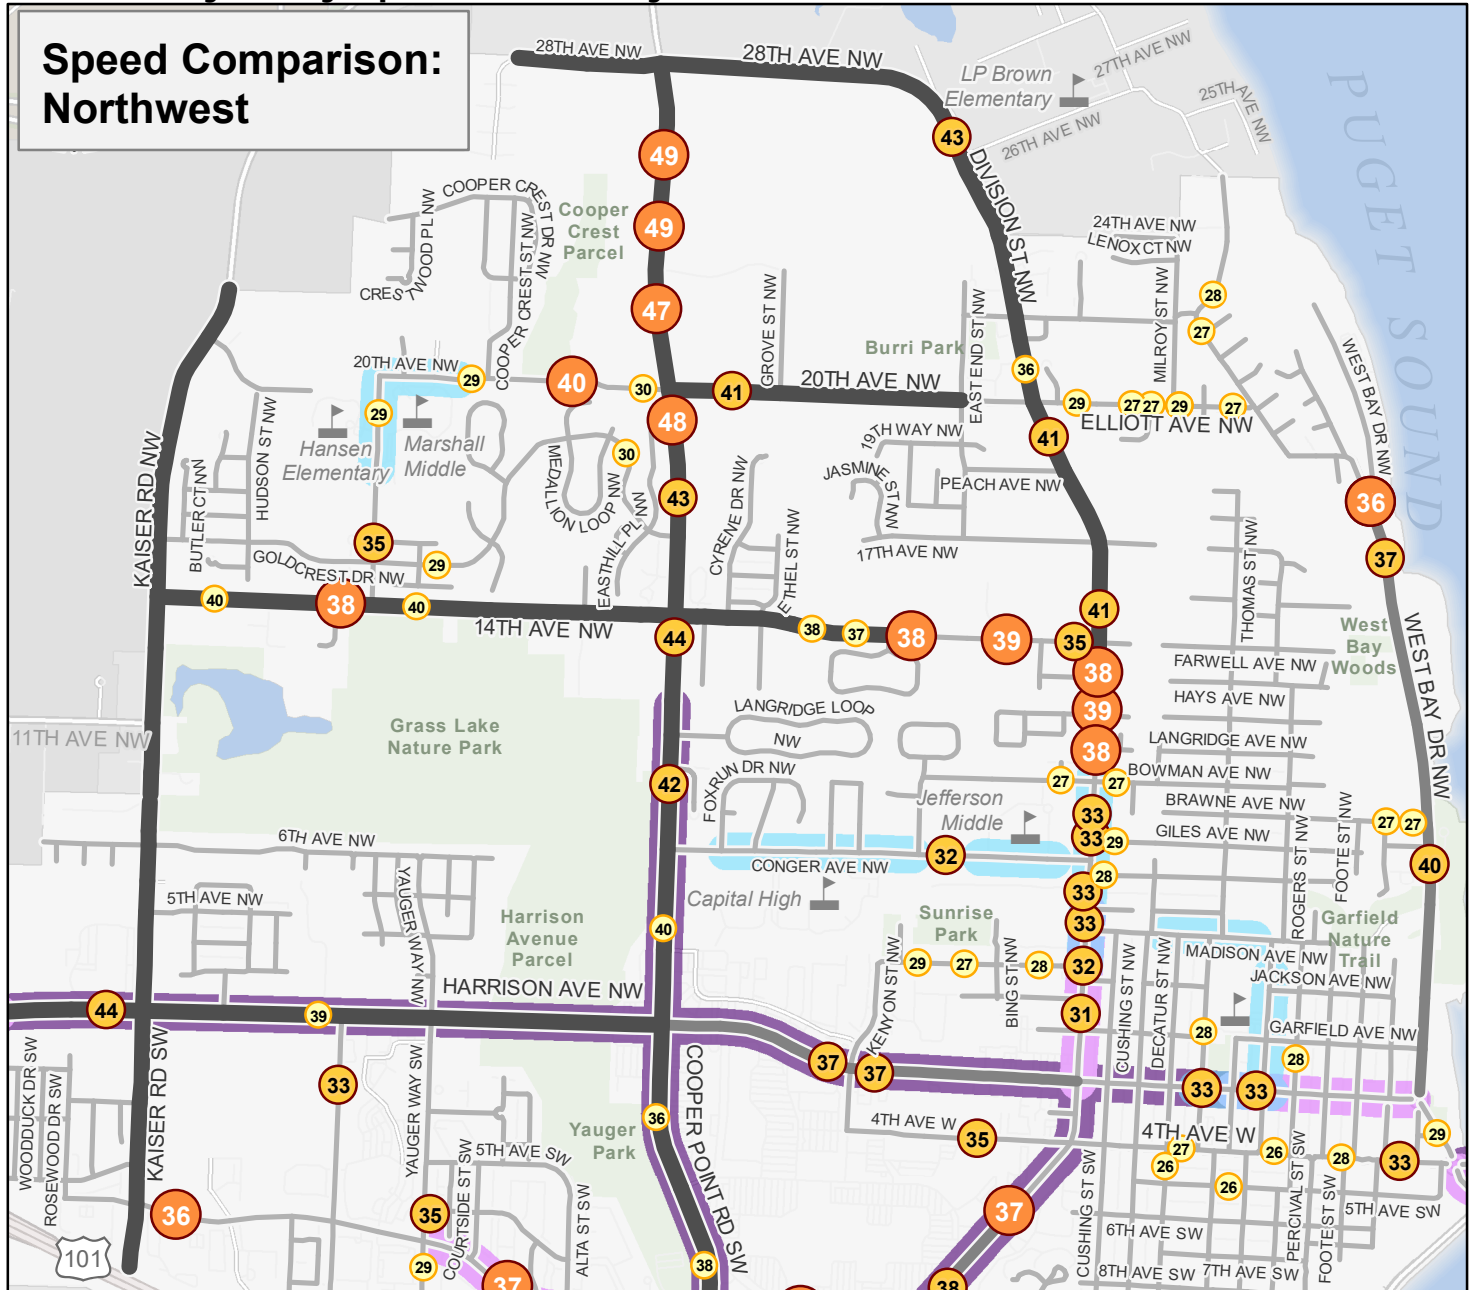 Speed Comparison:
Northwest
28TH AVE NW
28TH AVE NW
LP Brown
Elementary
27TH AVE NW
25TH AVE NW
26TH AVE NW
PUGET SOUND
43
DIVISION ST NW
49
COOPER CREST DR NW
CRESTWOOD PL NW
COOPER CREST ST NW
Cooper
Crest
Parcel
49
24TH AVE NW
LENOX CT NW
MILROY ST NW
28
27
47
GROVE ST NW
EAST END ST NW
Burri Park
36
WEST BAY DR NW
20TH AVE NW
29
40
30
41
20TH AVE NW
29
27
27
29
27
ELLIOTT AVE NW
29
48
41
Hansen
Elementary
Marshall
Middle
HUDSON ST NW
BUTLER CT NW
KAISER RD NW
30
MEDALLION LOOP NW
EASTHILL PL NW
43
CYRENE DR NW
ETHEL ST NW
19TH WAY NW
JASMINE ST NW
PEACH AVE NW
17TH AVE NW
36
37
THOMAS ST NW
35
GOLDCREST DR NW
29
40
38
40
14TH AVE NW
44
38
37
38
39
35
41
38
39
38
West
Bay
Woods
FARWELL AVE NW
HAYS AVE NW
WEST BAY DR NW
11TH AVE NW
Grass Lake
Nature Park
LANGRIDGE LOOP
NW
LANGRIDGE AVE NW
42
FOXRUN DR NW
27
27
BOWMAN AVE NW
BRAWNE AVE NW
Jefferson
Middle
33
33
29
GILES AVE NW
ROGERS ST NW
FOOTE ST NW
27
27
40
6TH AVE NW
CONGER AVE NW
32
28
Capital High
33
33
5TH AVE NW
YAUGER WAY NW
Harrison
Avenue
Parcel
40
Sunrise
Park
Garfield
Nature
Trail
MADISON AVE NW
JACKSON AVE NW
29
27
28
32
BING ST NW
KENYON ST NW
CUSHING ST NW
DECATUR ST NW
HARRISON AVE NW
44
39
31
28
GARFIELD AVE NW
28
37
37
33
33
WOODUCK DR SW
ROSEWOOD DR SW
KAISER RD SW
33
YAUGER WAY SW
COOPER POINT RD SW
36
Yauger
Park
4TH AVE W
35
4TH AVE W
27
26
26
26
28
33
29
5TH AVE SW
COURTSIDE ST SW
ALTA ST SW
CUSHING ST SW
PERCIVAL ST SW
FOOTE ST SW
5TH AVE SW
6TH AVE SW
7TH AVE SW
8TH AVE SW
36
101
35
29
37
38
37
38